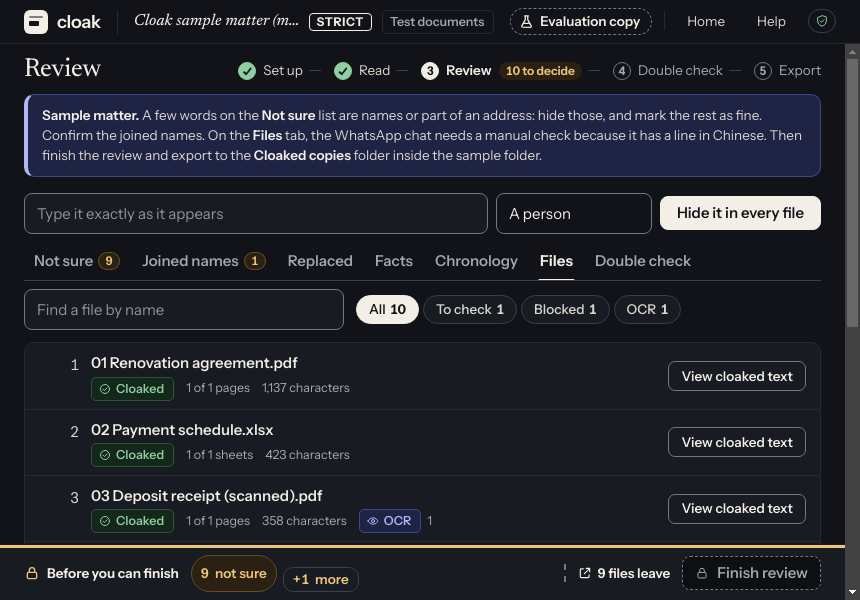 cloak
Cloak sample matter (m...
STRICT
Test documents
Evaluation copy
Home
Help
Review
Set up
Read
3 Review
10 to decide
4 Double check
5 Export
Sample matter. A few words on the Not sure list are names or part of an address: hide those, and mark the rest as fine.
Confirm the joined names. On the Files tab, the WhatsApp chat needs a manual check because it has a line in Chinese. Then
finish the review and export to the Cloaked copies folder inside the sample folder.
Type it exactly as it appears
A person
Hide it in every file
Not sure 9
Joined names 1
Replaced
Facts
Chronology
Files
Double check
Find a file by name
All 10
To check 1
Blocked 1
OCR 1
1 01 Renovation agreement.pdf
Cloaked 1 of 1 pages 1,137 characters
View cloaked text
2 02 Payment schedule.xlsx
Cloaked 1 of 1 sheets 423 characters
View cloaked text
3 03 Deposit receipt (scanned).pdf
Cloaked 1 of 1 pages 358 characters OCR 1
View cloaked text
Before you can finish
9 not sure
+1 more
9 files leave
Finish review